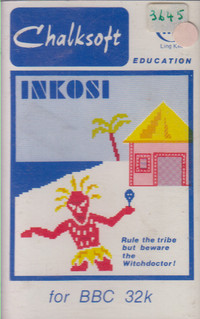 3645
Chalksoft
EDUCATION
INKOSI
Rule the tribe
but beware
the
Witchdoctor!
for BBC 32k